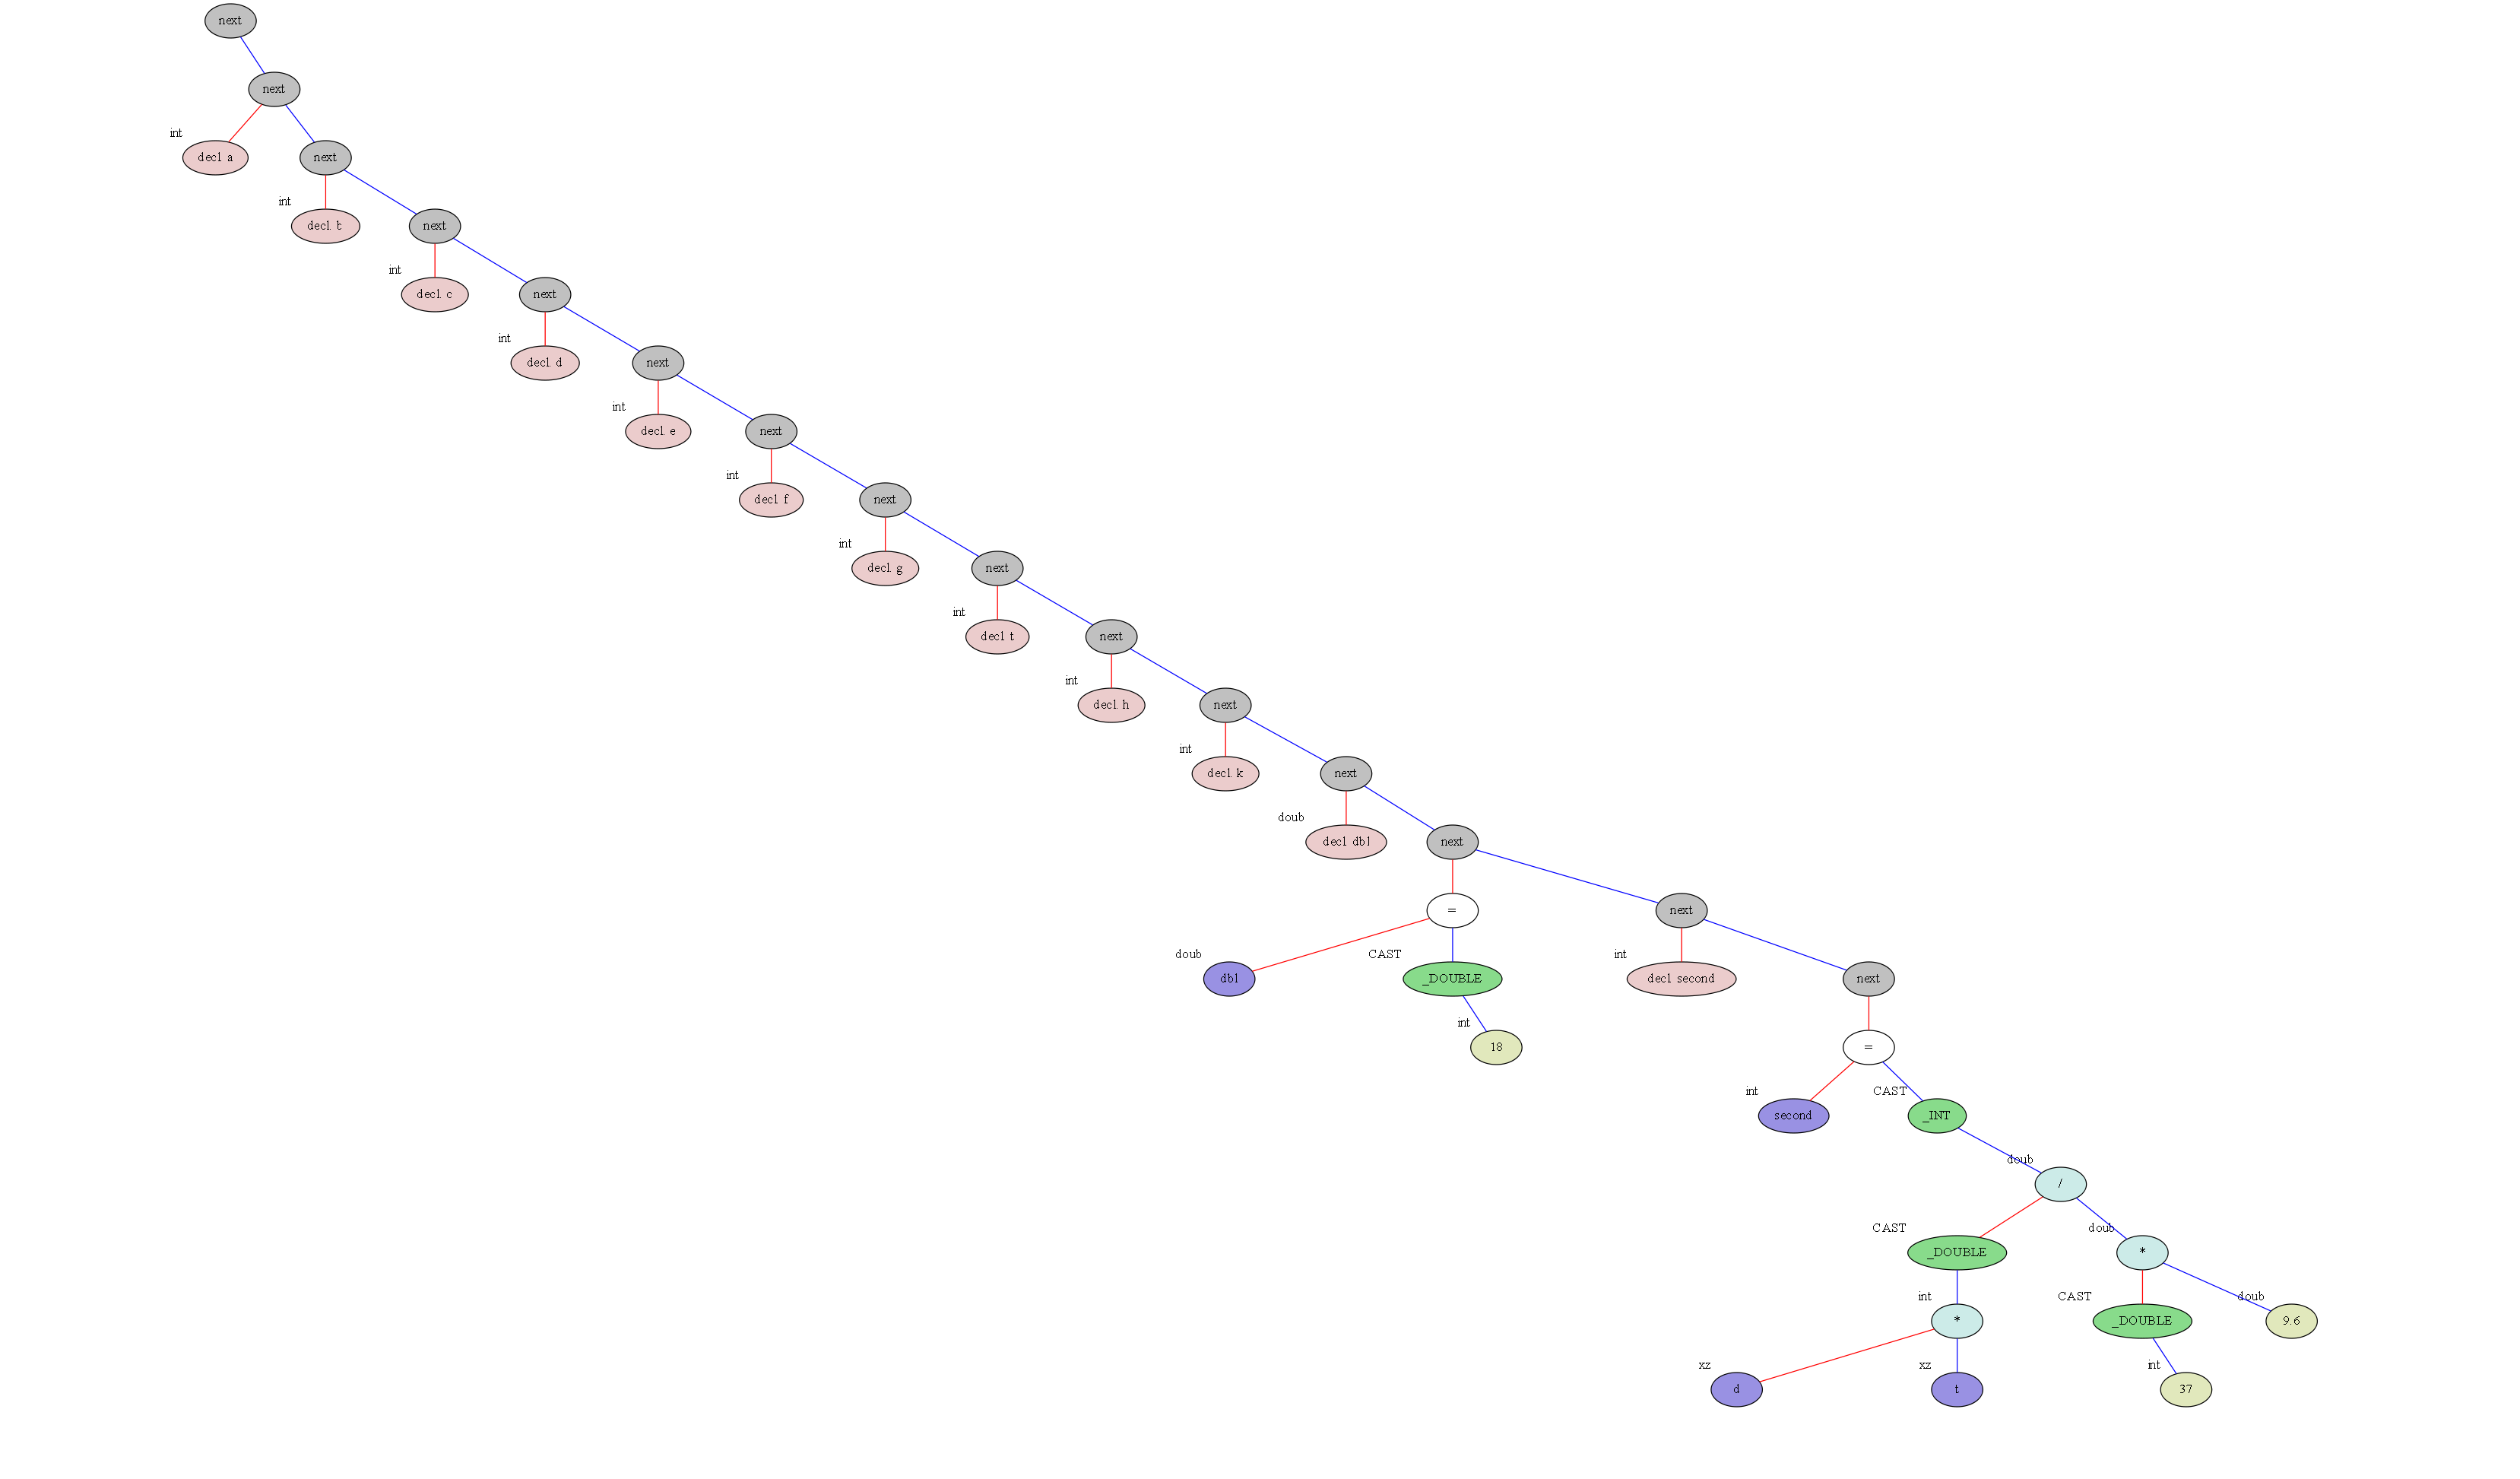 next
next
int
decl a
next
int
decl b
next
int
decl c
next
int
decl d
next
int
decl e
next
int
decl f
next
int
decl g
next
int
decl t
next
int
decl h
next
int
decl k
next
doub
decl dbl
next
=
next
doub
CAST
int
dbl
_DOUBLE
decl second
next
int
18
=
int
CAST
second
_INT
doub
/
CAST
doub
_DOUBLE
*
int
CAST
doub
*
_DOUBLE
9.6
xz
xz
int
d
t
37